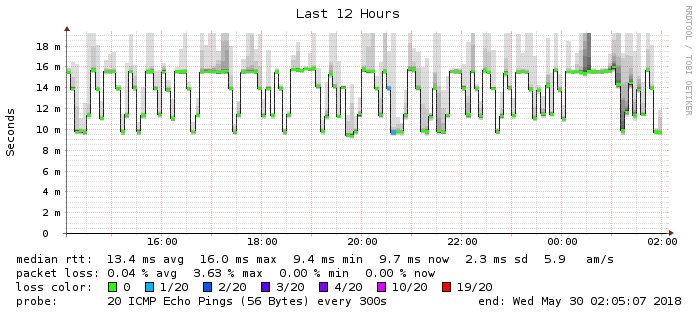 Last 12 Hours
RRDTOOL / TOBI OETIKER
Seconds
18 m
16 m
14 m
12 m
10 m
8 m
6 m
4 m
2 m
0
16:00 18:00 20:00 22:00 00:00 02:00
median rtt: 13.4 ms avg 16.0 ms max 9.4 ms min 9.7 ms now 2.3 ms sd 5.9 am/s
packet loss: 0.04 % avg 3.63 % max 0.00 % min 0.00 % now
loss color: 0 1/20 2/20 3/20 4/20 10/20 19/20
probe: 20 ICMP Echo Pings (56 Bytes) every 300s end: Wed May 30 02:05:07 2018